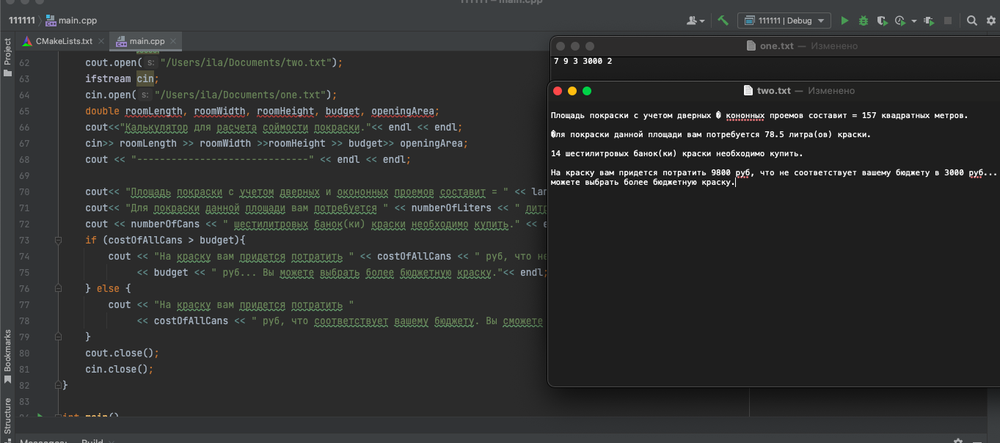 111111 – main.cpp
111111 main.cpp
111111 | Debug
CMakeLists.txt main.cpp
Project
62 cout.open( s: "/Users/ila/Documents/two.txt");
63 ifstream cin;
64 cin.open( s: "/Users/ila/Documents/one.txt");
65 double roomLength, roomWidth, roomHeight, budget, openingArea;
66 cout<<"Калькулятор для расчета соймости покраски."<< endl << endl;
67 cin>> roomLength >> roomWidth >>roomHeight >> budget>> openingArea;
68 cout << "------------------------------" << endl << endl;
69
70 cout<< "Площадь покраски с учетом дверных и окононных проемов составит = " << lan
71 cout<< "Для покраски данной площади вам потребуется " << numberOfLiters << " литр
72 cout << numberOfCans << " шестилитровых банок(ки) краски необходимо купить." << e
73 if (costOfAllCans > budget){
74 cout << "На краску вам придется потратить " << costOfAllCans << " руб, что не
75 << budget << " руб... Вы можете выбрать более бюджетную краску."<< endl;
76 } else {
77 cout << "На краску вам придется потратить "
78 << costOfAllCans << " руб, что соответствует вашему бюджету. Вы сможете
79 }
80 cout.close();
81 cin.close();
82 }
83
int main()
Bookmarks
Structure
Messages: Build
one.txt — Изменено
7 9 3 3000 2
two.txt — Изменено
Площадь покраски с учетом дверных � кононных проемов составит = 157 квадратных метров.
�ля покраски данной площади вам потребуется 78.5 литра(ов) краски.
14 шестилитровых банок(ки) краски необходимо купить.
На краску вам придется потратить 9800 руб, что не соответствует вашему бюджету в 3000 руб...
можете выбрать более бюджетную краску.